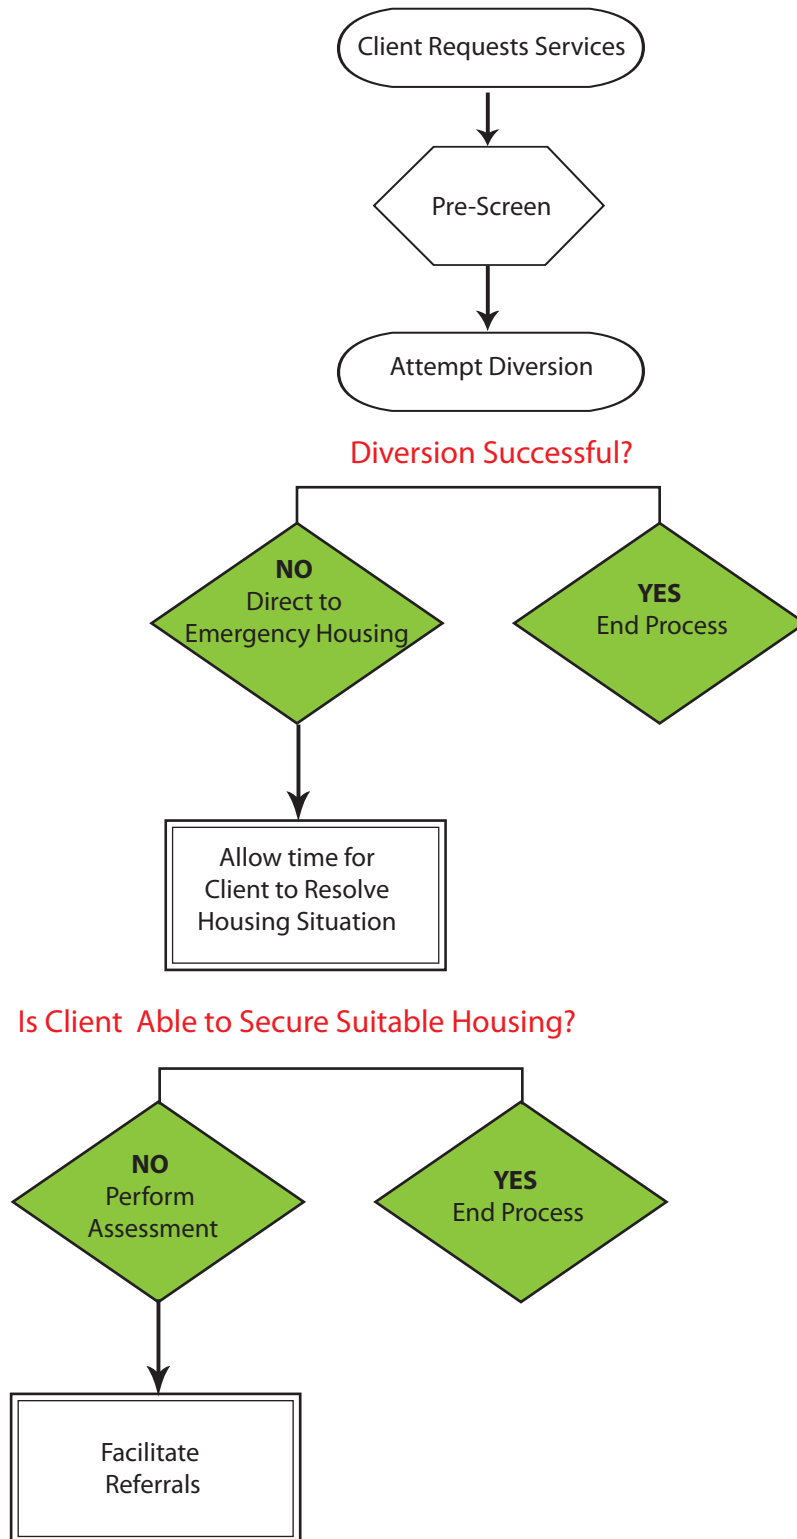 Client Requests Services
Pre-Screen
Attempt Diversion
Diversion Successful?
NO
Direct to
Emergency Housing
YES
End Process
Allow time for
Client to Resolve
Housing Situation
Is Client Able to Secure Suitable Housing?
NO
Perform
Assessment
YES
End Process
Facilitate
Referrals